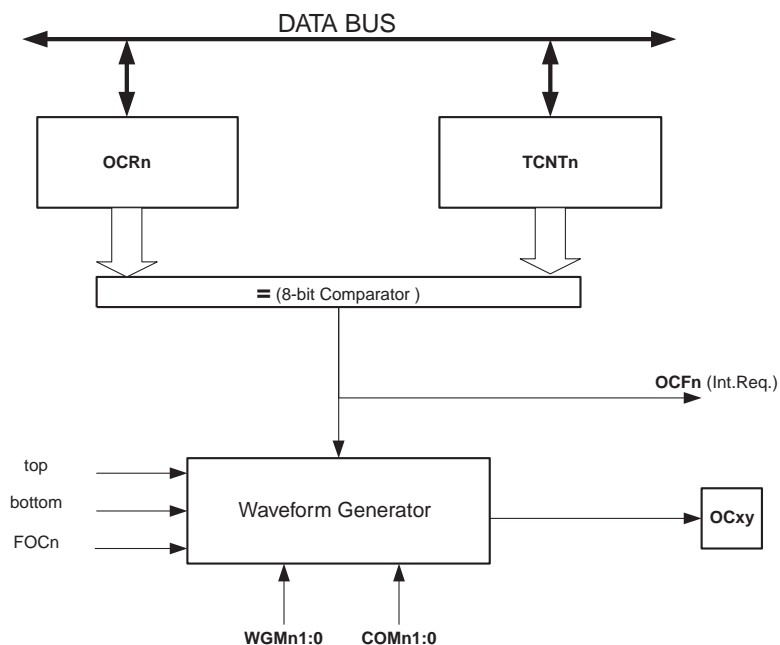 DATA BUS
OCRn
TCNTn
= (8-bit Comparator )
OCFn (Int.Req.)
top
bottom
FOCn
Waveform Generator
OCxy
WGMn1:0
COMn1:0